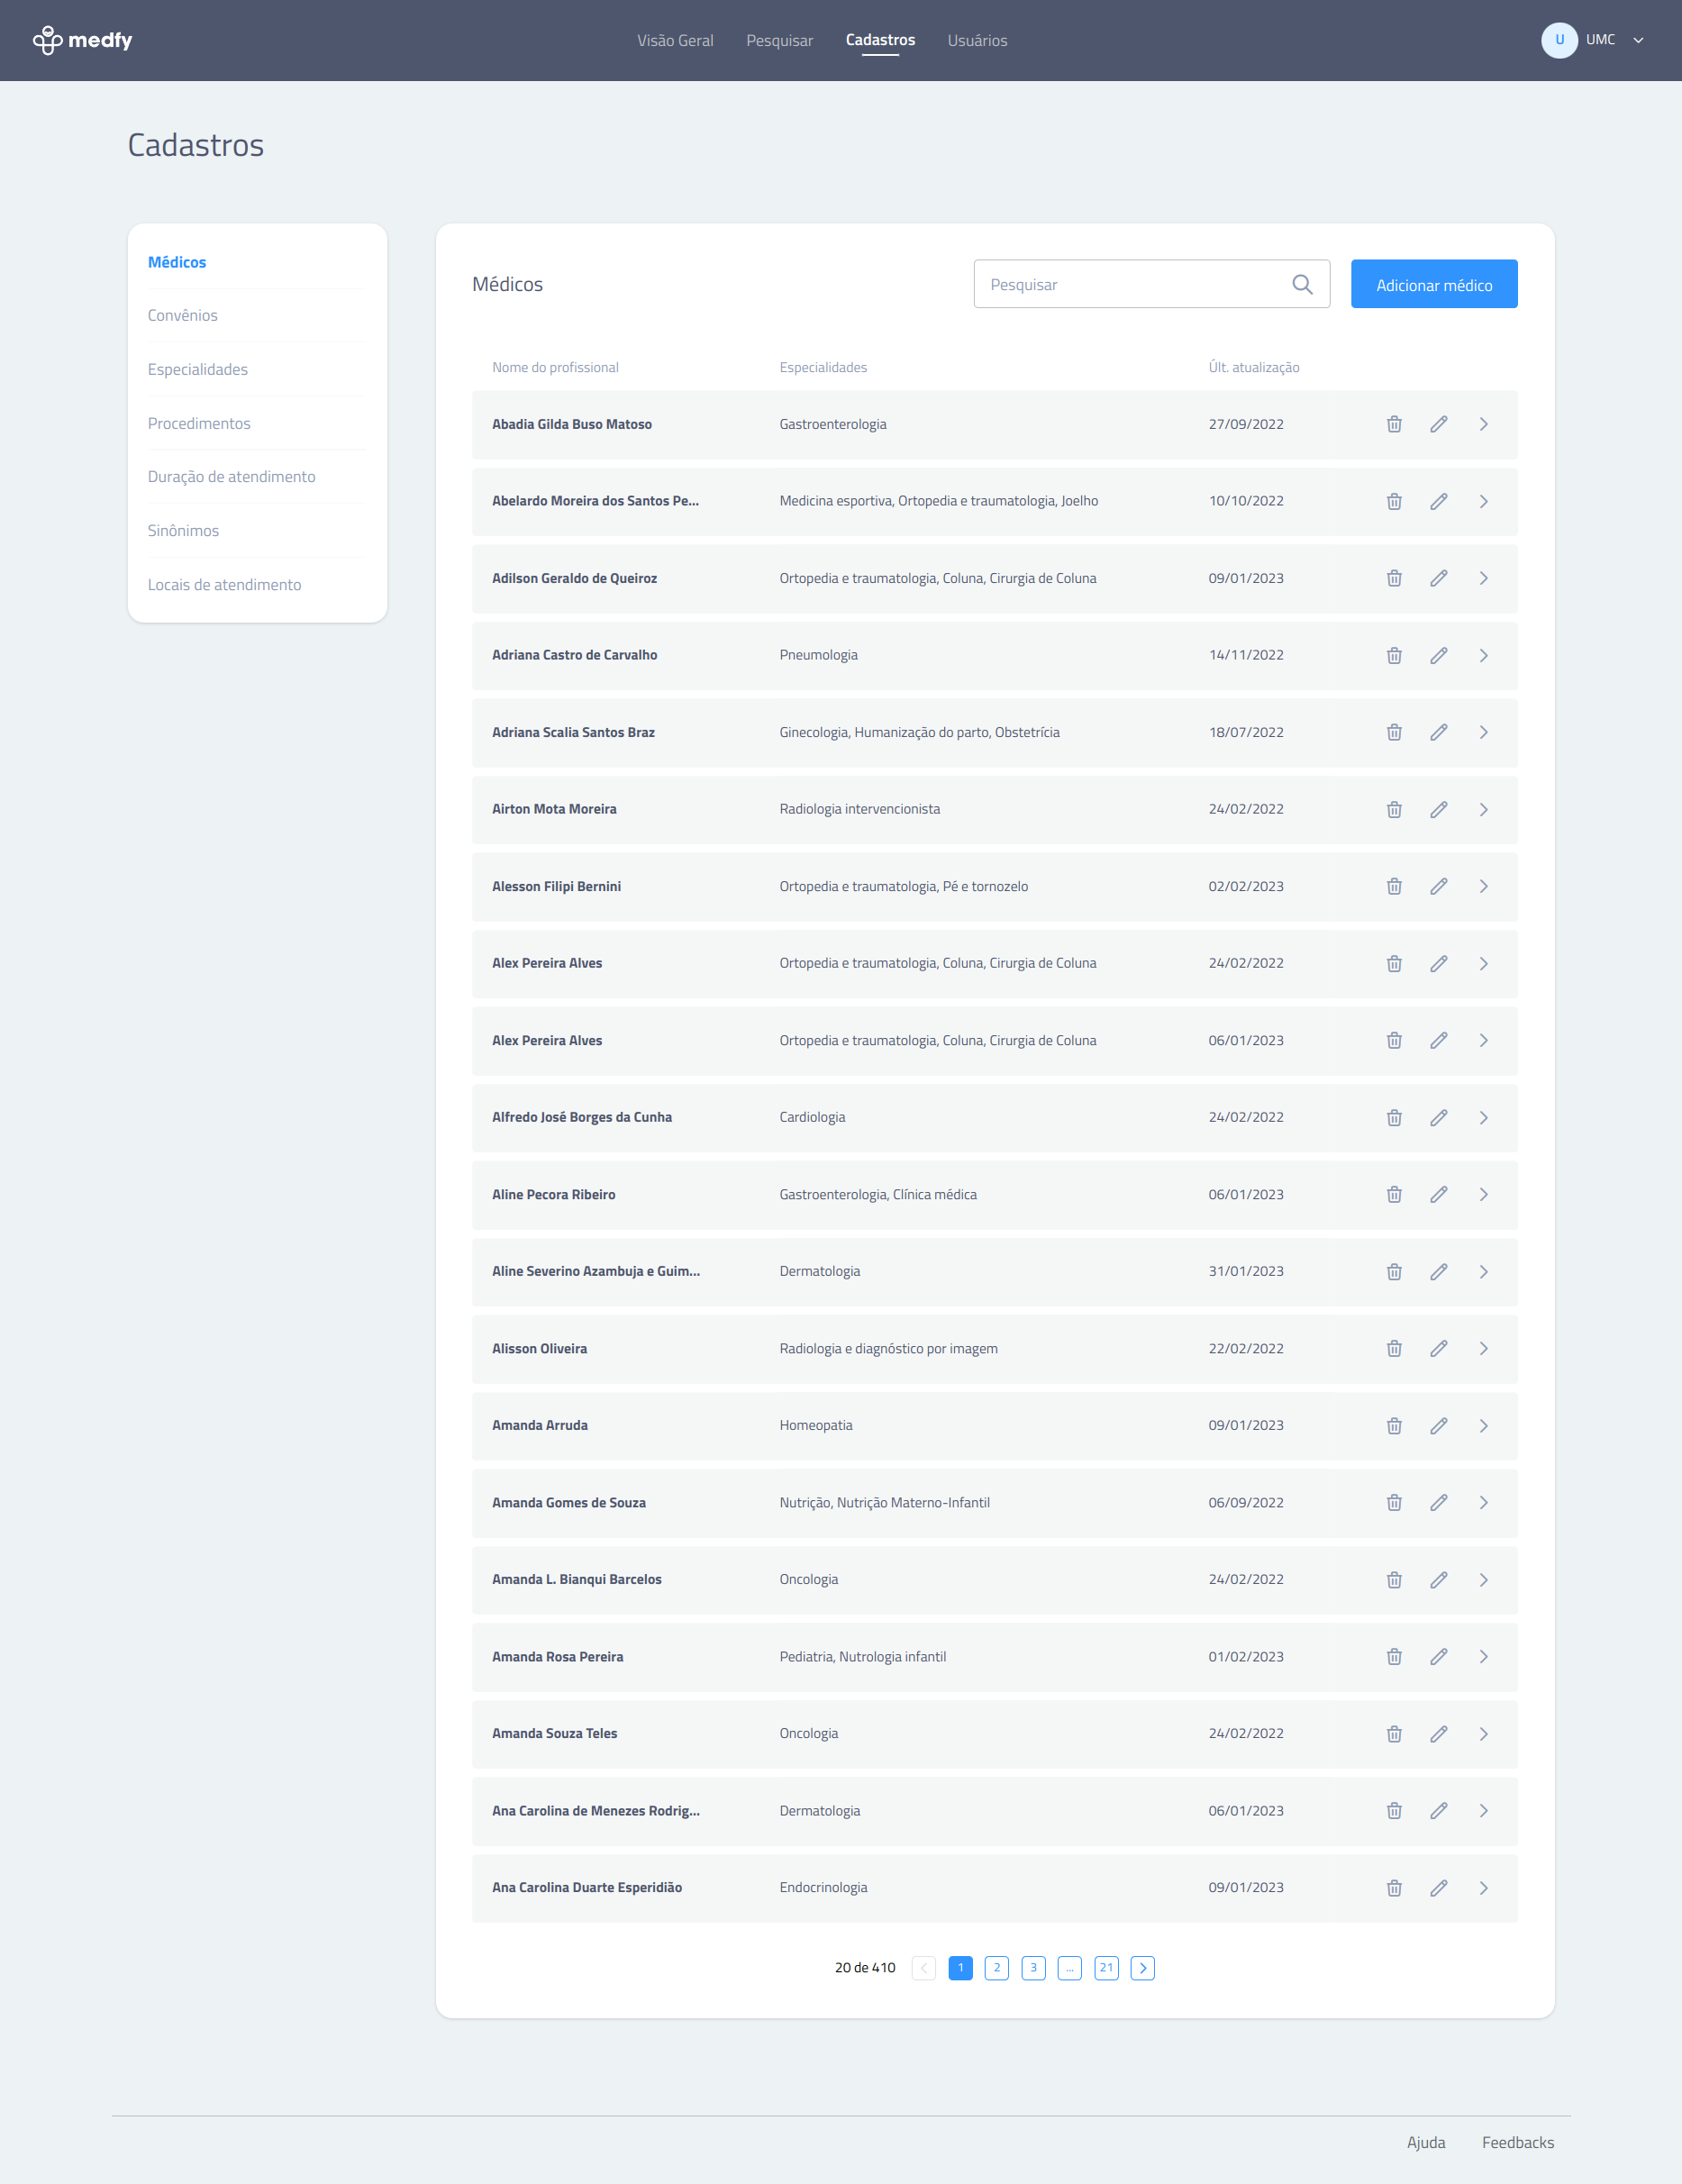 medfy
Visão Geral Pesquisar Cadastros Usuários
U UMC
Cadastros
Médicos
Convênios
Especialidades
Procedimentos
Duração de atendimento
Sinônimos
Locais de atendimento
Médicos Pesquisar Adicionar médico
Nome do profissional Especialidades Últ. atualização
Abadia Gilda Buso Matoso Gastroenterologia 27/09/2022
Abelardo Moreira dos Santos Pe... Medicina esportiva, Ortopedia e traumatologia, Joelho 10/10/2022
Adilson Geraldo de Queiroz Ortopedia e traumatologia, Coluna, Cirurgia de Coluna 09/01/2023
Adriana Castro de Carvalho Pneumologia 14/11/2022
Adriana Scalia Santos Braz Ginecologia, Humanização do parto, Obstetrícia 18/07/2022
Airton Mota Moreira Radiologia intervencionista 24/02/2022
Alesson Filipi Bernini Ortopedia e traumatologia, Pé e tornozelo 02/02/2023
Alex Pereira Alves Ortopedia e traumatologia, Coluna, Cirurgia de Coluna 24/02/2022
Alex Pereira Alves Ortopedia e traumatologia, Coluna, Cirurgia de Coluna 06/01/2023
Alfredo José Borges da Cunha Cardiologia 24/02/2022
Aline Pecora Ribeiro Gastroenterologia, Clínica médica 06/01/2023
Aline Severino Azambuja e Guim... Dermatologia 31/01/2023
Alisson Oliveira Radiologia e diagnóstico por imagem 22/02/2022
Amanda Arruda Homeopatia 09/01/2023
Amanda Gomes de Souza Nutrição, Nutrição Materno-Infantil 06/09/2022
Amanda L. Bianqui Barcelos Oncologia 24/02/2022
Amanda Rosa Pereira Pediatria, Nutrologia infantil 01/02/2023
Amanda Souza Teles Oncologia 24/02/2022
Ana Carolina de Menezes Rodrig... Dermatologia 06/01/2023
Ana Carolina Duarte Esperidião Endocrinologia 09/01/2023
20 de 410 1 2 3 ... 21
Ajuda Feedbacks